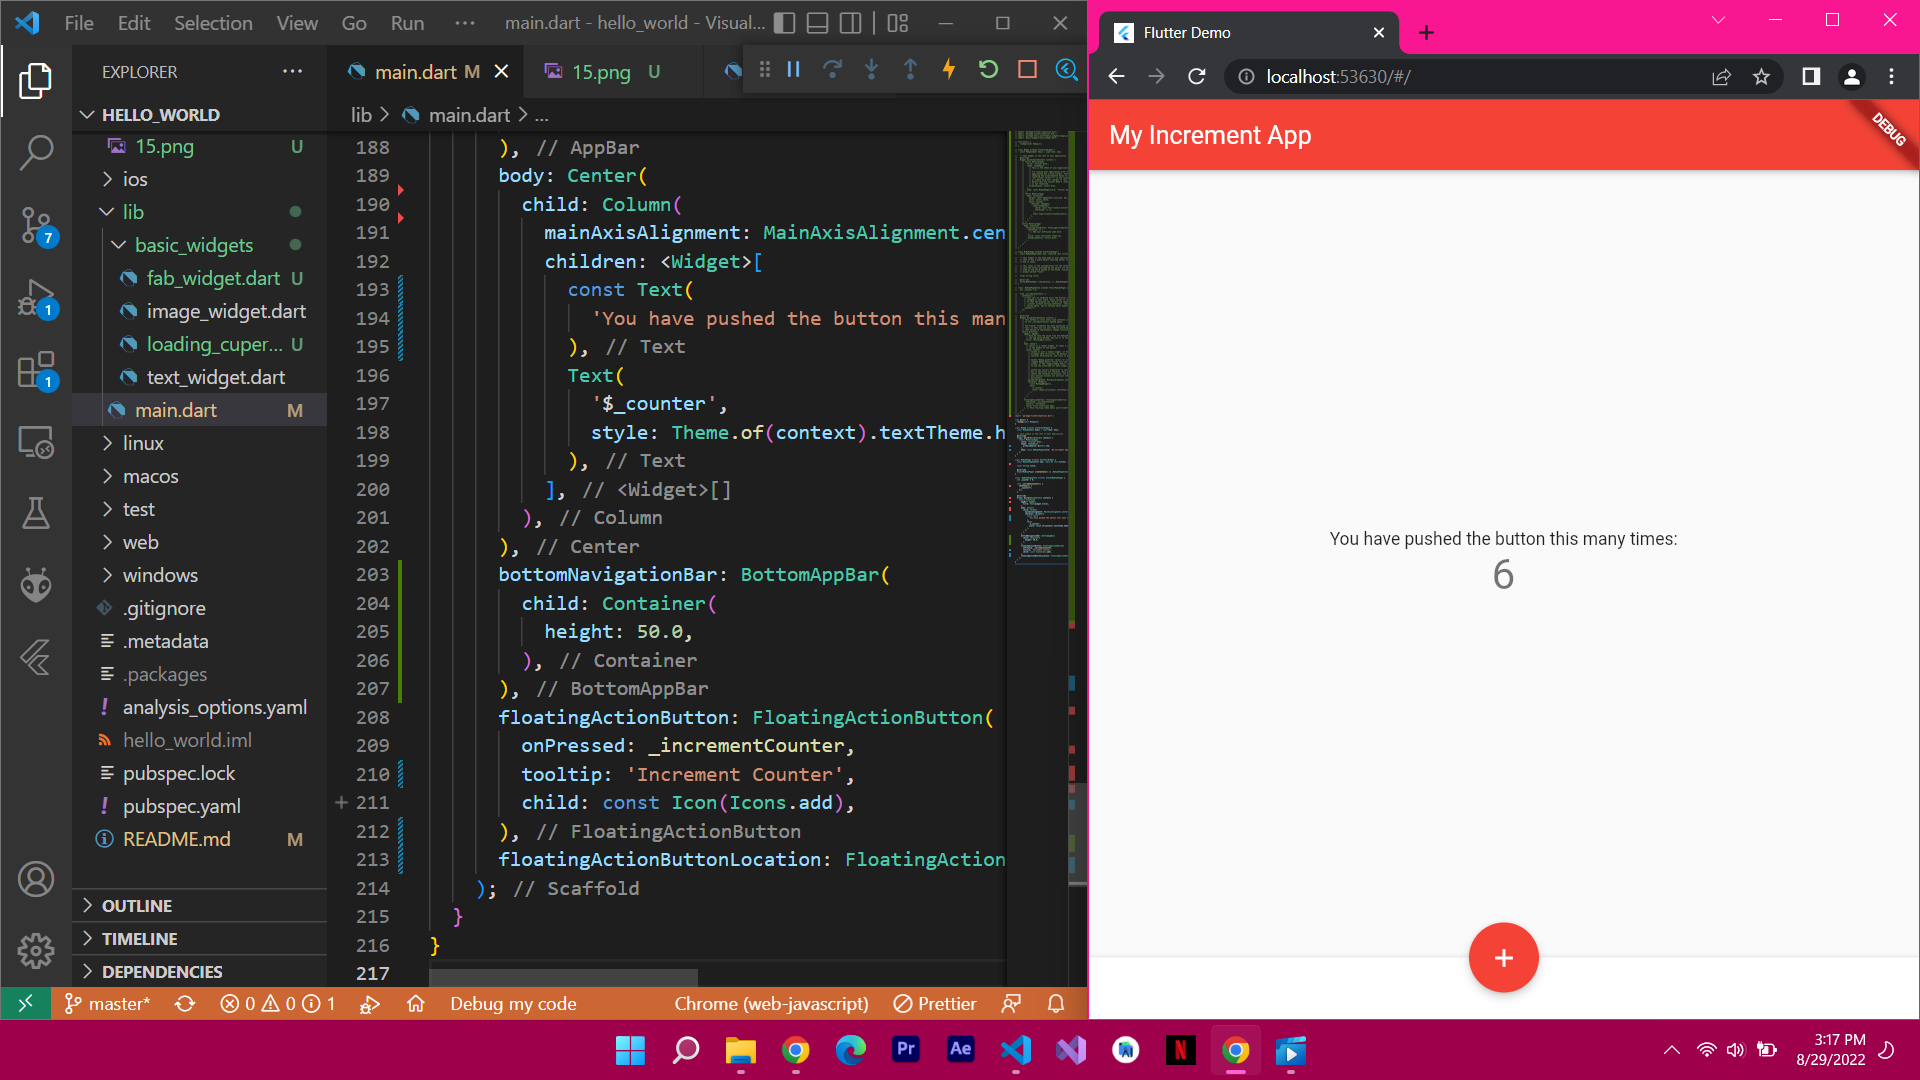 File Edit Selection View Go Run ··· main.dart - hello_world - Visual...
EXPLORER ···
HELLO_WORLD
15.png U
ios
lib
basic_widgets
fab_widget.dart U
image_widget.dart
loading_cuper... U
text_widget.dart
main.dart M
linux
macos
test
web
windows
.gitignore
.metadata
.packages
analysis_options.yaml
hello_world.iml
pubspec.lock
pubspec.yaml
README.md M
OUTLINE
TIMELINE
DEPENDENCIES
7
1
1
main.dart M 15.png U
lib > main.dart > ...
188 ), // AppBar
189 body: Center(
190 child: Column(
191 mainAxisAlignment: MainAxisAlignment.cen
192 children: <Widget>[
193 const Text(
194 'You have pushed the button this man
195 ), // Text
196 Text(
197 '$_counter',
198 style: Theme.of(context).textTheme.h
199 ), // Text
200 ], // <Widget>[]
201 ), // Column
202 ), // Center
203 bottomNavigationBar: BottomAppBar(
204 child: Container(
205 height: 50.0,
206 ), // Container
207 ), // BottomAppBar
208 floatingActionButton: FloatingActionButton(
209 onPressed: _incrementCounter,
210 tooltip: 'Increment Counter',
211 child: const Icon(Icons.add),
212 ), // FloatingActionButton
213 floatingActionButtonLocation: FloatingAction
214 ); // Scaffold
215 }
216 }
217
master* 0 0 1 Debug my code Chrome (web-javascript) Prettier
Flutter Demo
localhost:53630/#/
My Increment App
DEBUG
You have pushed the button this many times:
6
+
Pr Ae N
3:17 PM
8/29/2022